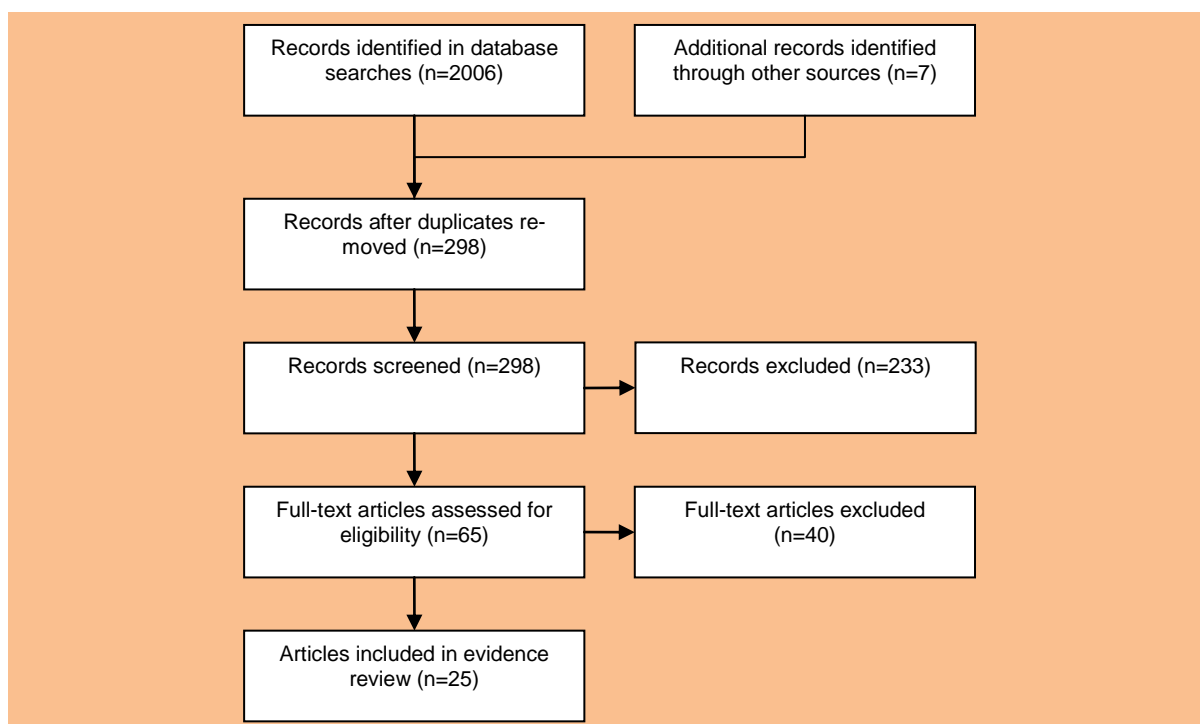 Records identified in database
searches (n=2006)
Additional records identified
through other sources (n=7)
Records after duplicates re-
moved (n=298)
Records screened (n=298)
Records excluded (n=233)
Full-text articles assessed for
eligibility (n=65)
Full-text articles excluded
(n=40)
Articles included in evidence
review (n=25)